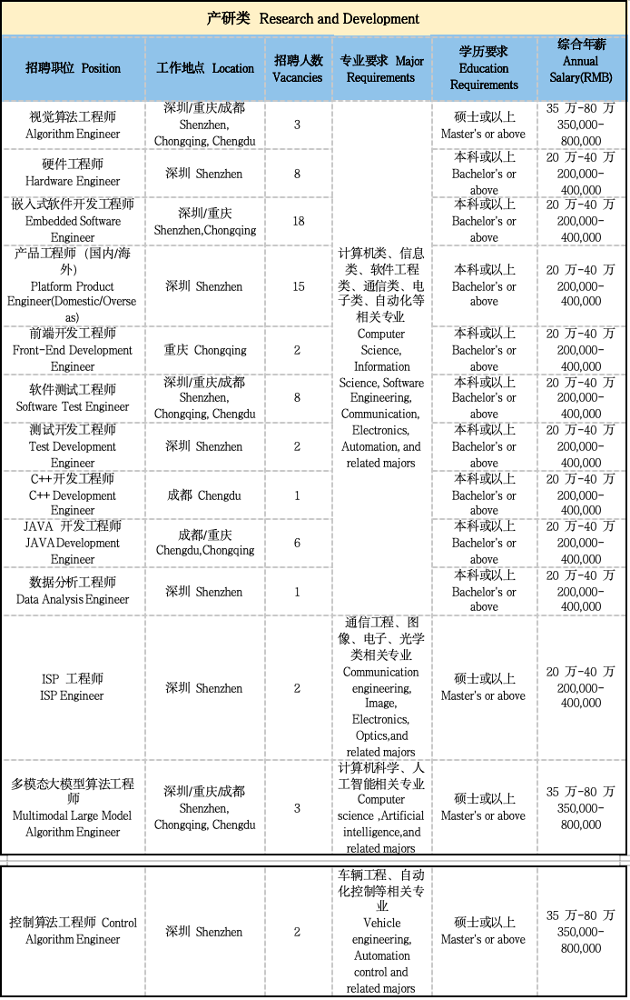 产研类 Research and Development
招聘职位 Position
工作地点 Location
招聘人数
Vacancies
专业要求 Major
Requirements
学历要求
Education
Requirements
综合年薪
Annual
Salary(RMB)
视觉算法工程师
Algorithm Engineer
深圳/重庆/成都
Shenzhen,
Chongqing, Chengdu
3
计算机类、信息
类、软件工程
类、通信类、电
子类、自动化等
相关专业
Computer
Science,
Information
Science, Software
Engineering,
Communication,
Electronics,
Automation, and
related majors
硕士或以上
Master's or above
35 万-80 万
350,000-
800,000
硬件工程师
Hardware Engineer
深圳 Shenzhen
8
本科或以上
Bachelor's or
above
20 万-40 万
200,000-
400,000
嵌入式软件开发工程师
Embedded Software
Engineer
深圳/重庆
Shenzhen,Chongqing
18
本科或以上
Bachelor's or
above
20 万-40 万
200,000-
400,000
产品工程师（国内/海
外）
Platform Product
Engineer(Domestic/Overse
as)
深圳 Shenzhen
15
本科或以上
Bachelor's or
above
20 万-40 万
200,000-
400,000
前端开发工程师
Front-End Development
Engineer
重庆 Chongqing
2
本科或以上
Bachelor's or
above
20 万-40 万
200,000-
400,000
软件测试工程师
Software Test Engineer
深圳/重庆/成都
Shenzhen,
Chongqing, Chengdu
8
本科或以上
Bachelor's or
above
20 万-40 万
200,000-
400,000
测试开发工程师
Test Development
Engineer
深圳 Shenzhen
2
本科或以上
Bachelor's or
above
20 万-40 万
200,000-
400,000
C++开发工程师
C++ Development
Engineer
成都 Chengdu
1
本科或以上
Bachelor's or
above
20 万-40 万
200,000-
400,000
JAVA 开发工程师
JAVA Development
Engineer
成都/重庆
Chengdu,Chongqing
6
本科或以上
Bachelor's or
above
20 万-40 万
200,000-
400,000
数据分析工程师
Data Analysis Engineer
深圳 Shenzhen
1
本科或以上
Bachelor's or
above
20 万-40 万
200,000-
400,000
ISP 工程师
ISP Engineer
深圳 Shenzhen
2
通信工程、图
像、电子、光学
类相关专业
Communication
engineering,
Image,
Electronics,
Optics,and
related majors
硕士或以上
Master's or above
20 万-40 万
200,000-
400,000
多模态大模型算法工程
师
Multimodal Large Model
Algorithm Engineer
深圳/重庆/成都
Shenzhen,
Chongqing, Chengdu
3
计算机科学、人
工智能相关专业
Computer
science ,Artificial
intelligence,and
related majors
硕士或以上
Master's or above
35 万-80 万
350,000-
800,000
控制算法工程师 Control
Algorithm Engineer
深圳 Shenzhen
2
车辆工程、自动
化控制等相关专
业
Vehicle
engineering,
Automation
control and
related majors
硕士或以上
Master's or above
35 万-80 万
350,000-
800,000